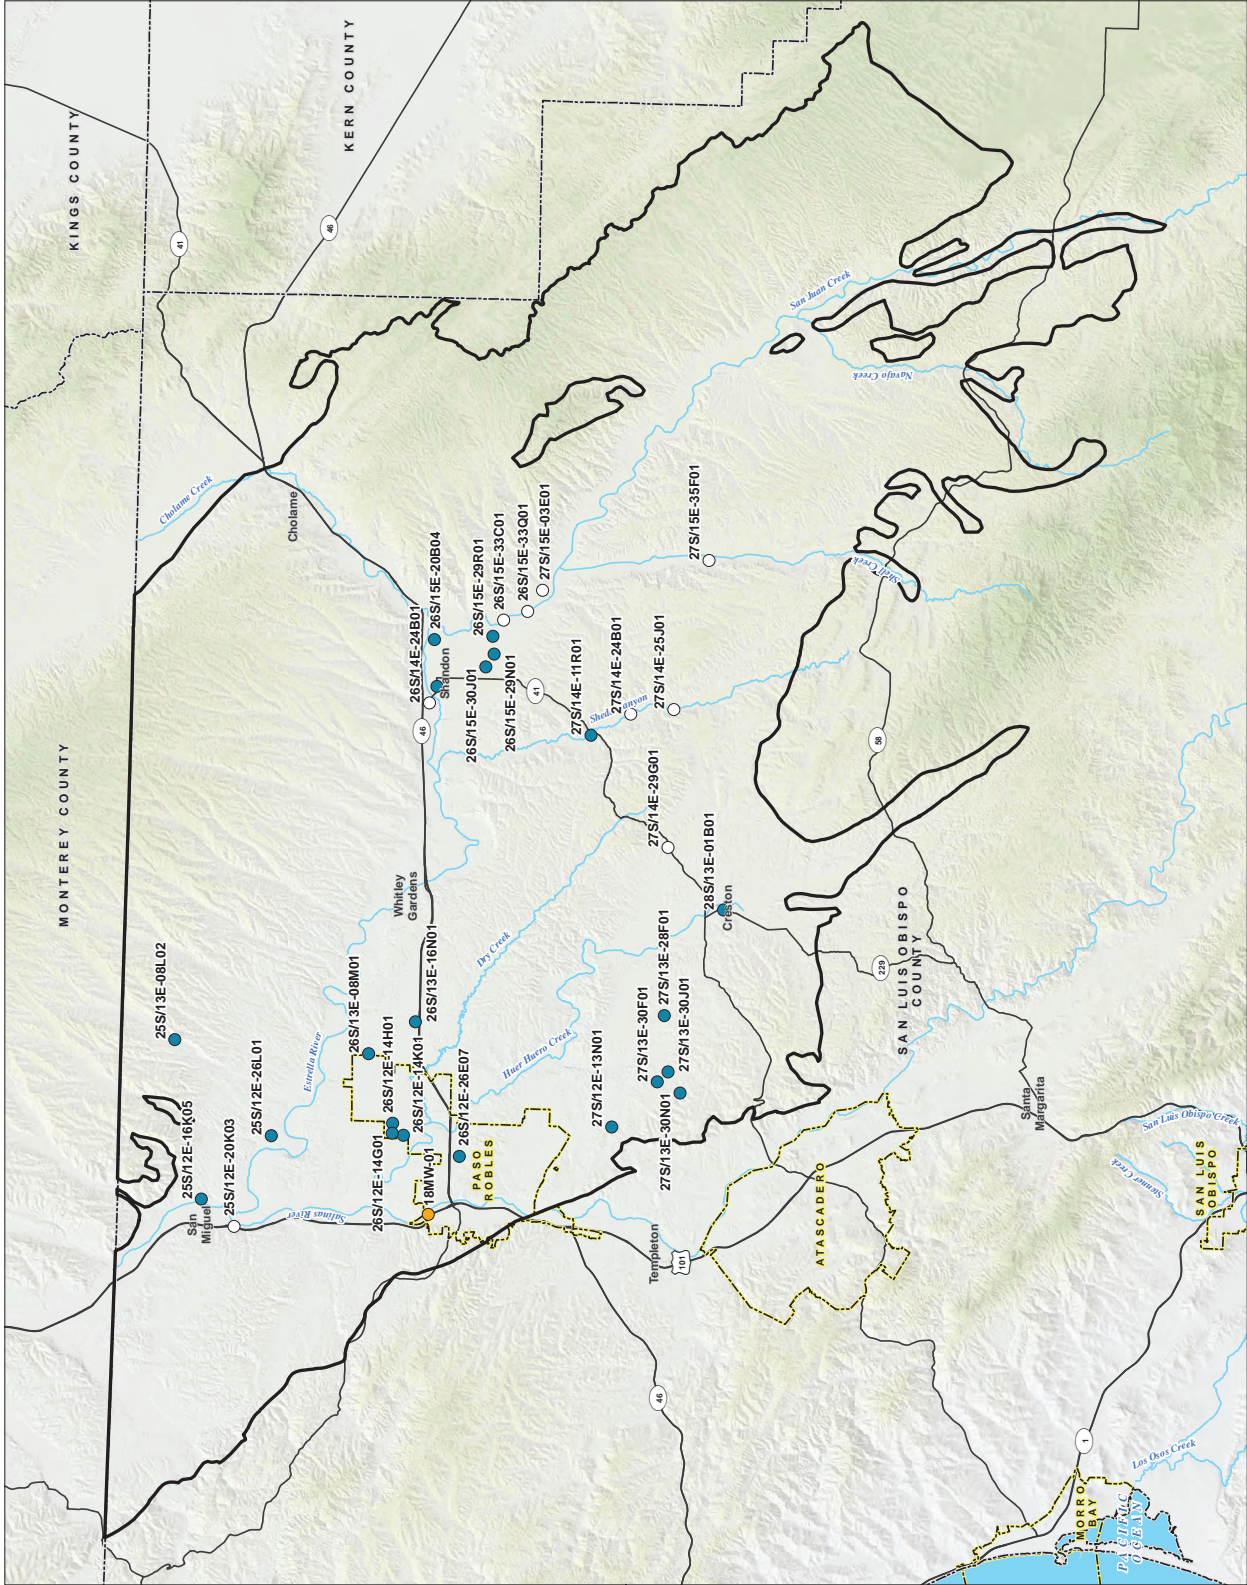 KINGS COUNTY
KERN COUNTY
MONTEREY COUNTY
41
46
Cholame Creek
Cholame
San Juan Creek
Navajo Creek
26S/14E-24B01
26S/15E-20B04
Shandon
26S/15E-29R01
26S/15E-33C01
26S/15E-33Q01
27S/15E-03E01
26S/15E-30J01
26S/15E-29N01
27S/15E-35F01
Shell Creek
46
41
27S/14E-11R01
27S/14E-24B01
27S/14E-25J01
27S/14E-29G01
58
28S/13E-01B01
Creston
Whitley
Gardens
Dry Creek
Huer Huero Creek
Estrella River
25S/13E-08L02
25S/12E-26L01
25S/12E-16K05
25S/12E-20K03
San
Miguel
Salinas River
26S/13E-08M01
26S/13E-16N01
26S/12E-14H01
26S/12E-14K01
26S/12E-14G01
26S/12E-26E07
18MW-01
PASO
ROBLES
27S/12E-13N01
27S/13E-30F01
27S/13E-28F01
27S/13E-30J01
27S/13E-30N01
229
SAN LUIS OBISPO
COUNTY
Santa
Margarita
Templeton
101
ATASCADERO
San Luis Obispo Creek
Stenner Creek
SAN LUIS
OBISPO
46
1
Los Osos Creek
MORRO
BAY
PACIFIC
OCEAN